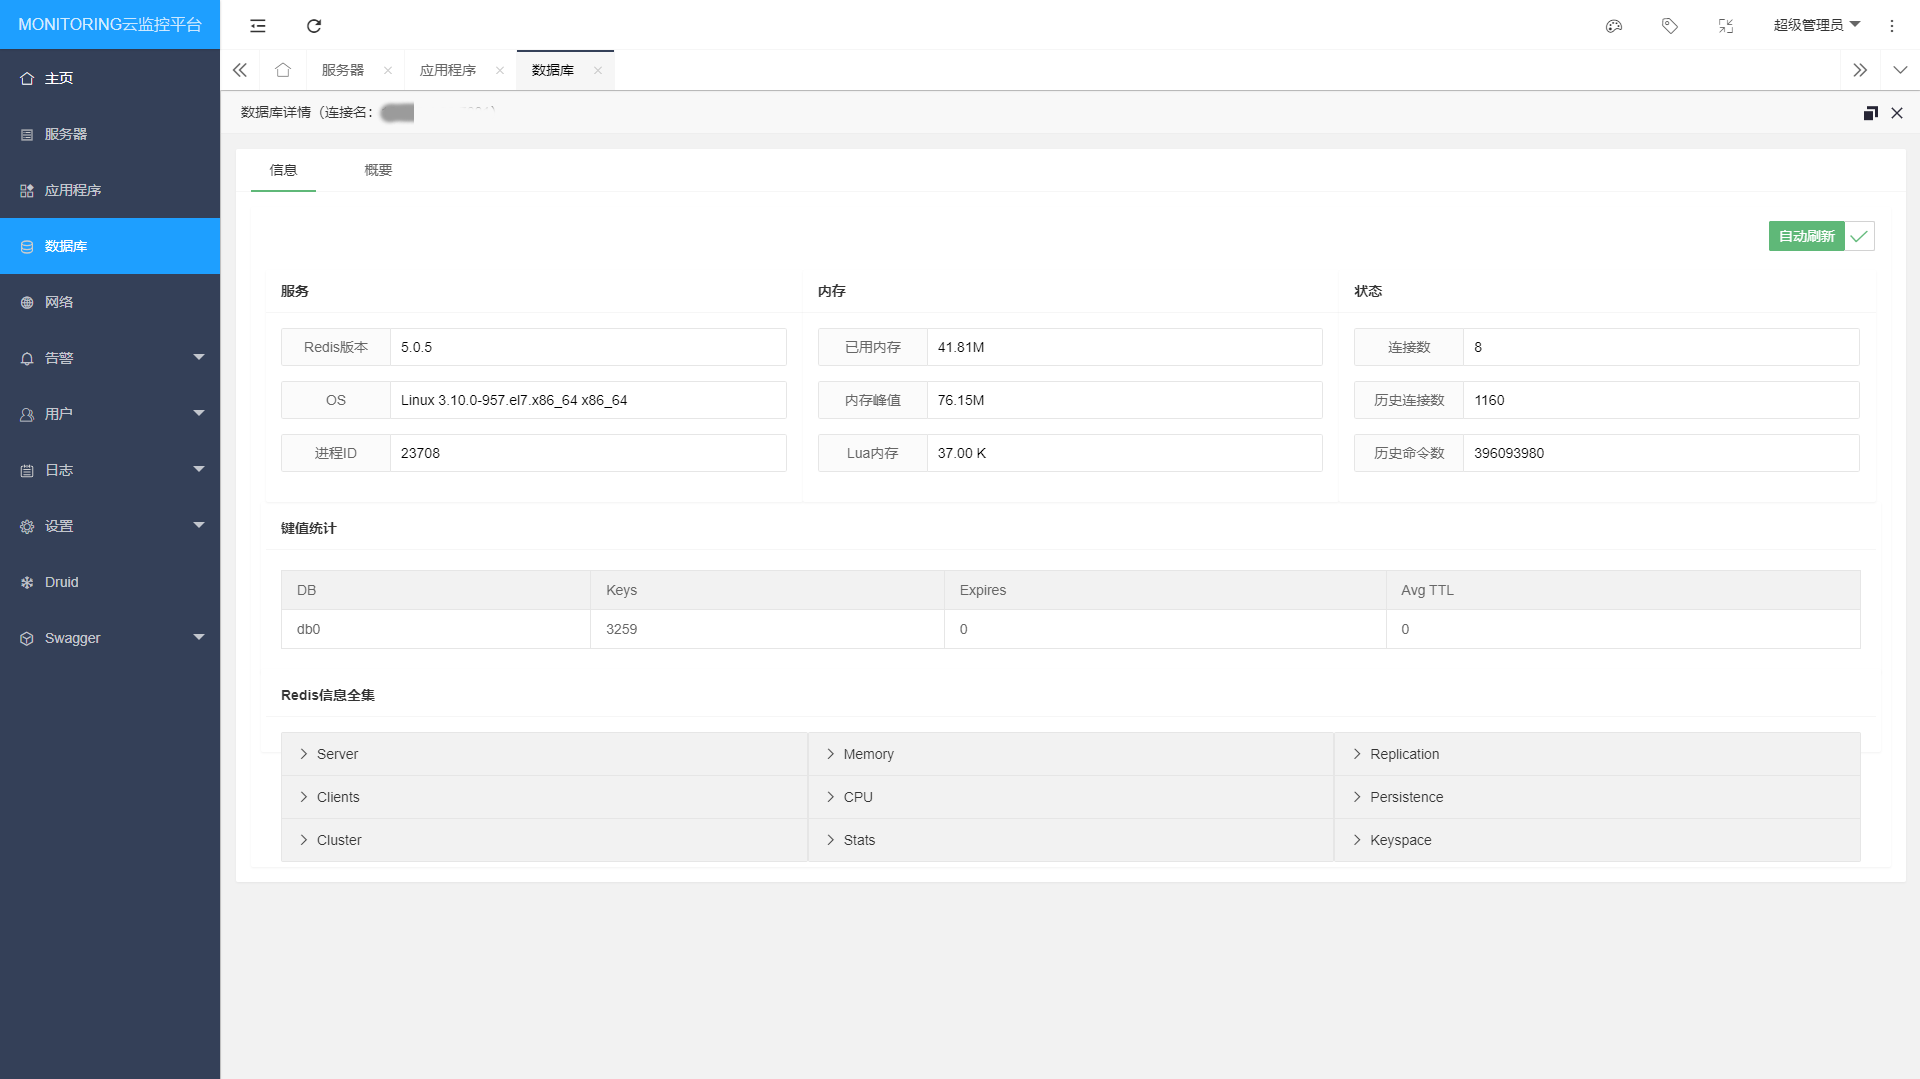 MONITORING云监控平台
超级管理员
主页
服务器
应用程序
数据库
网络
告警
用户
日志
设置
Druid
Swagger
服务器
应用程序
数据库
数据库详情（连接名：
信息
概要
自动刷新
服务
Redis版本 5.0.5
OS Linux 3.10.0-957.el7.x86_64 x86_64
进程ID 23708
内存
已用内存 41.81M
内存峰值 76.15M
Lua内存 37.00 K
状态
连接数 8
历史连接数 1160
历史命令数 396093980
键值统计
DB Keys Expires Avg TTL
db0 3259 0 0
Redis信息全集
Server Memory Replication
Clients CPU Persistence
Cluster Stats Keyspace